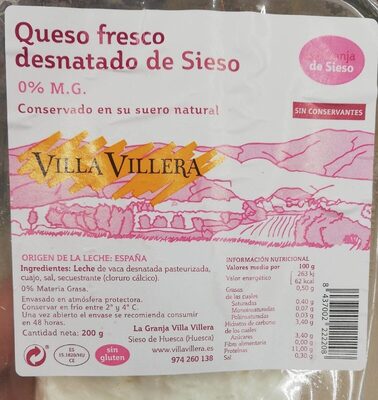 Queso fresco
desnatado de Sieso
0% M.G.
Conservado en su suero natural
de Sieso
SIN CONSERVANTES
VILLA VILLERA
ORIGEN DE LA LECHE: ESPAÑA
Ingredientes: Leche de vaca desnatada pasteurizada,
cuajo, sal, secuestrante (cloruro cálcico).
0% Materia Grasa.
Envasado en atmósfera protectora.
Conservar en frío entre 2° y 4° C.
Una vez abierto el envase se recomienda consumir
en 48 horas.
Cantidad neta: 200 g
La Granja Villa Villera
Sieso de Huesca (Huesca)
www.villavillera.es
974 260 138
sin
gluten
ES
CE
INFORMACIÓN NUTRICIONAL
Valores medio por 100 g
Valor energético 263 kj
62 kcal
Grasas 0,50 g
de las cuales
Saturadas 0,40 g
Monoinsaturadas 0,07 g
Poliinsaturadas 0,03 g
Hidratos de carbono 3,40 g
de los cuales
Azúcares 3,40 g
Fibra alimentaria 0,00 g
Proteínas 11,00 g
Sal 0,30 g